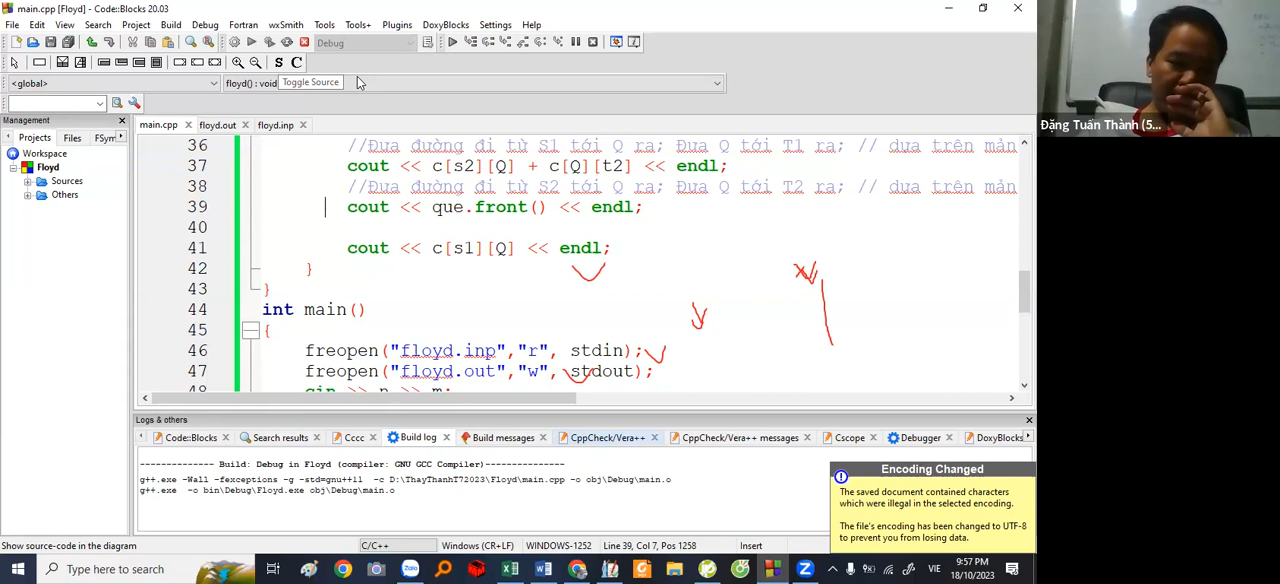 main.cpp [Floyd] - Code::Blocks 20.03
File Edit View Search Project Build Debug Fortran wxSmith Tools Tools+ Plugins DoxyBlocks Settings Help
Debug
S C
<global>
floyd() : void
Toggle Source
Management
main.cpp
floyd.out
floyd.inp
Projects Files FSym
Workspace
Floyd
Sources
Others
36 //Đưa đường đi từ S1 tới Q ra; Đưa Q tới T1 ra; // dưa trên mản
37 cout << c[s2][Q] + c[Q][t2] << endl;
38 //Đưa đường đi từ S2 tới Q ra; Đưa Q tới T2 ra; // dưa trên mản
39 cout << que.front() << endl;
40
41 cout << c[s1][Q] << endl;
42 }
43 }
44 int main()
45 {
46 freopen("floyd.inp","r", stdin);
47 freopen("floyd.out","w", stdout);
48 cin >> n >> m;
Logs & others
Code::Blocks Search results Cccc Build log Build messages CppCheck/Vera++ CppCheck/Vera++ messages Cscope Debugger DoxyBlocks
-------------- Build: Debug in Floyd (compiler: GNU GCC Compiler)---------------
g++.exe -Wall -fexceptions -g -std=gnu++11 -c D:\ThayThanhT72023\Floyd\main.cpp -o obj\Debug\main.o
g++.exe -o bin\Debug\Floyd.exe obj\Debug\main.o
Encoding Changed
The saved document contained characters
which were illegal in the selected encoding.
The file's encoding has been changed to UTF-8
to prevent you from losing data.
Show source-code in the diagram
C/C++
Windows (CR+LF)
WINDOWS-1252
Line 39, Col 7, Pos 1258
Insert
Type here to search
VIE
9:57 PM
18/10/2023
Đặng Tuấn Thành (5...